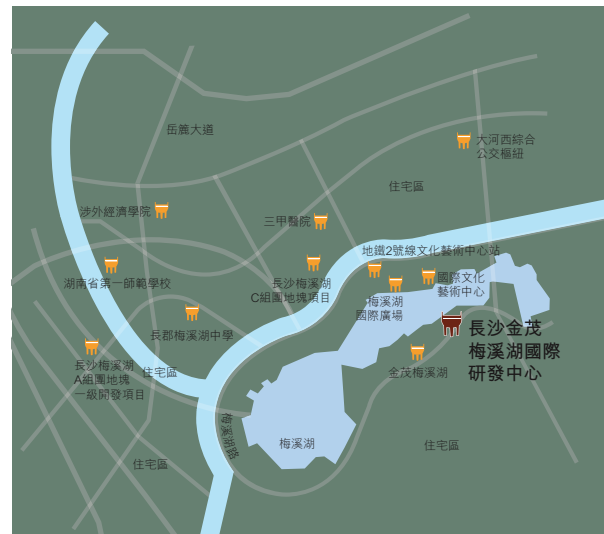 岳麓大道
大河西綜合
公交樞紐
住宅區
涉外經濟學院
三甲醫院
地鐵2號線文化藝術中心站
湖南省第一師範學校
長沙梅溪湖
C組團地塊項目
國際文化
藝術中心
梅溪湖
國際廣場
長郡梅溪湖中學
長沙金茂
梅溪湖國際
研發中心
長沙梅溪湖
A組團地塊
一級開發項目
住宅區
金茂梅溪湖
梅溪湖路
梅溪湖
住宅區
住宅區